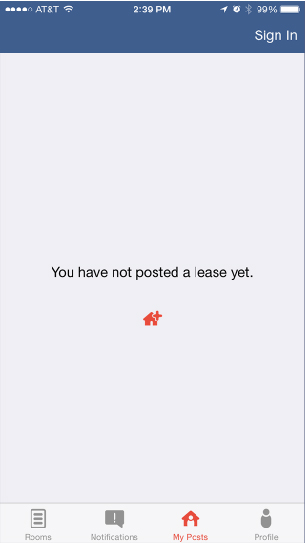 AT&T 2:39 PM 99%
Sign In
You have not posted a lease yet.
Rooms Notifications My Posts Profile